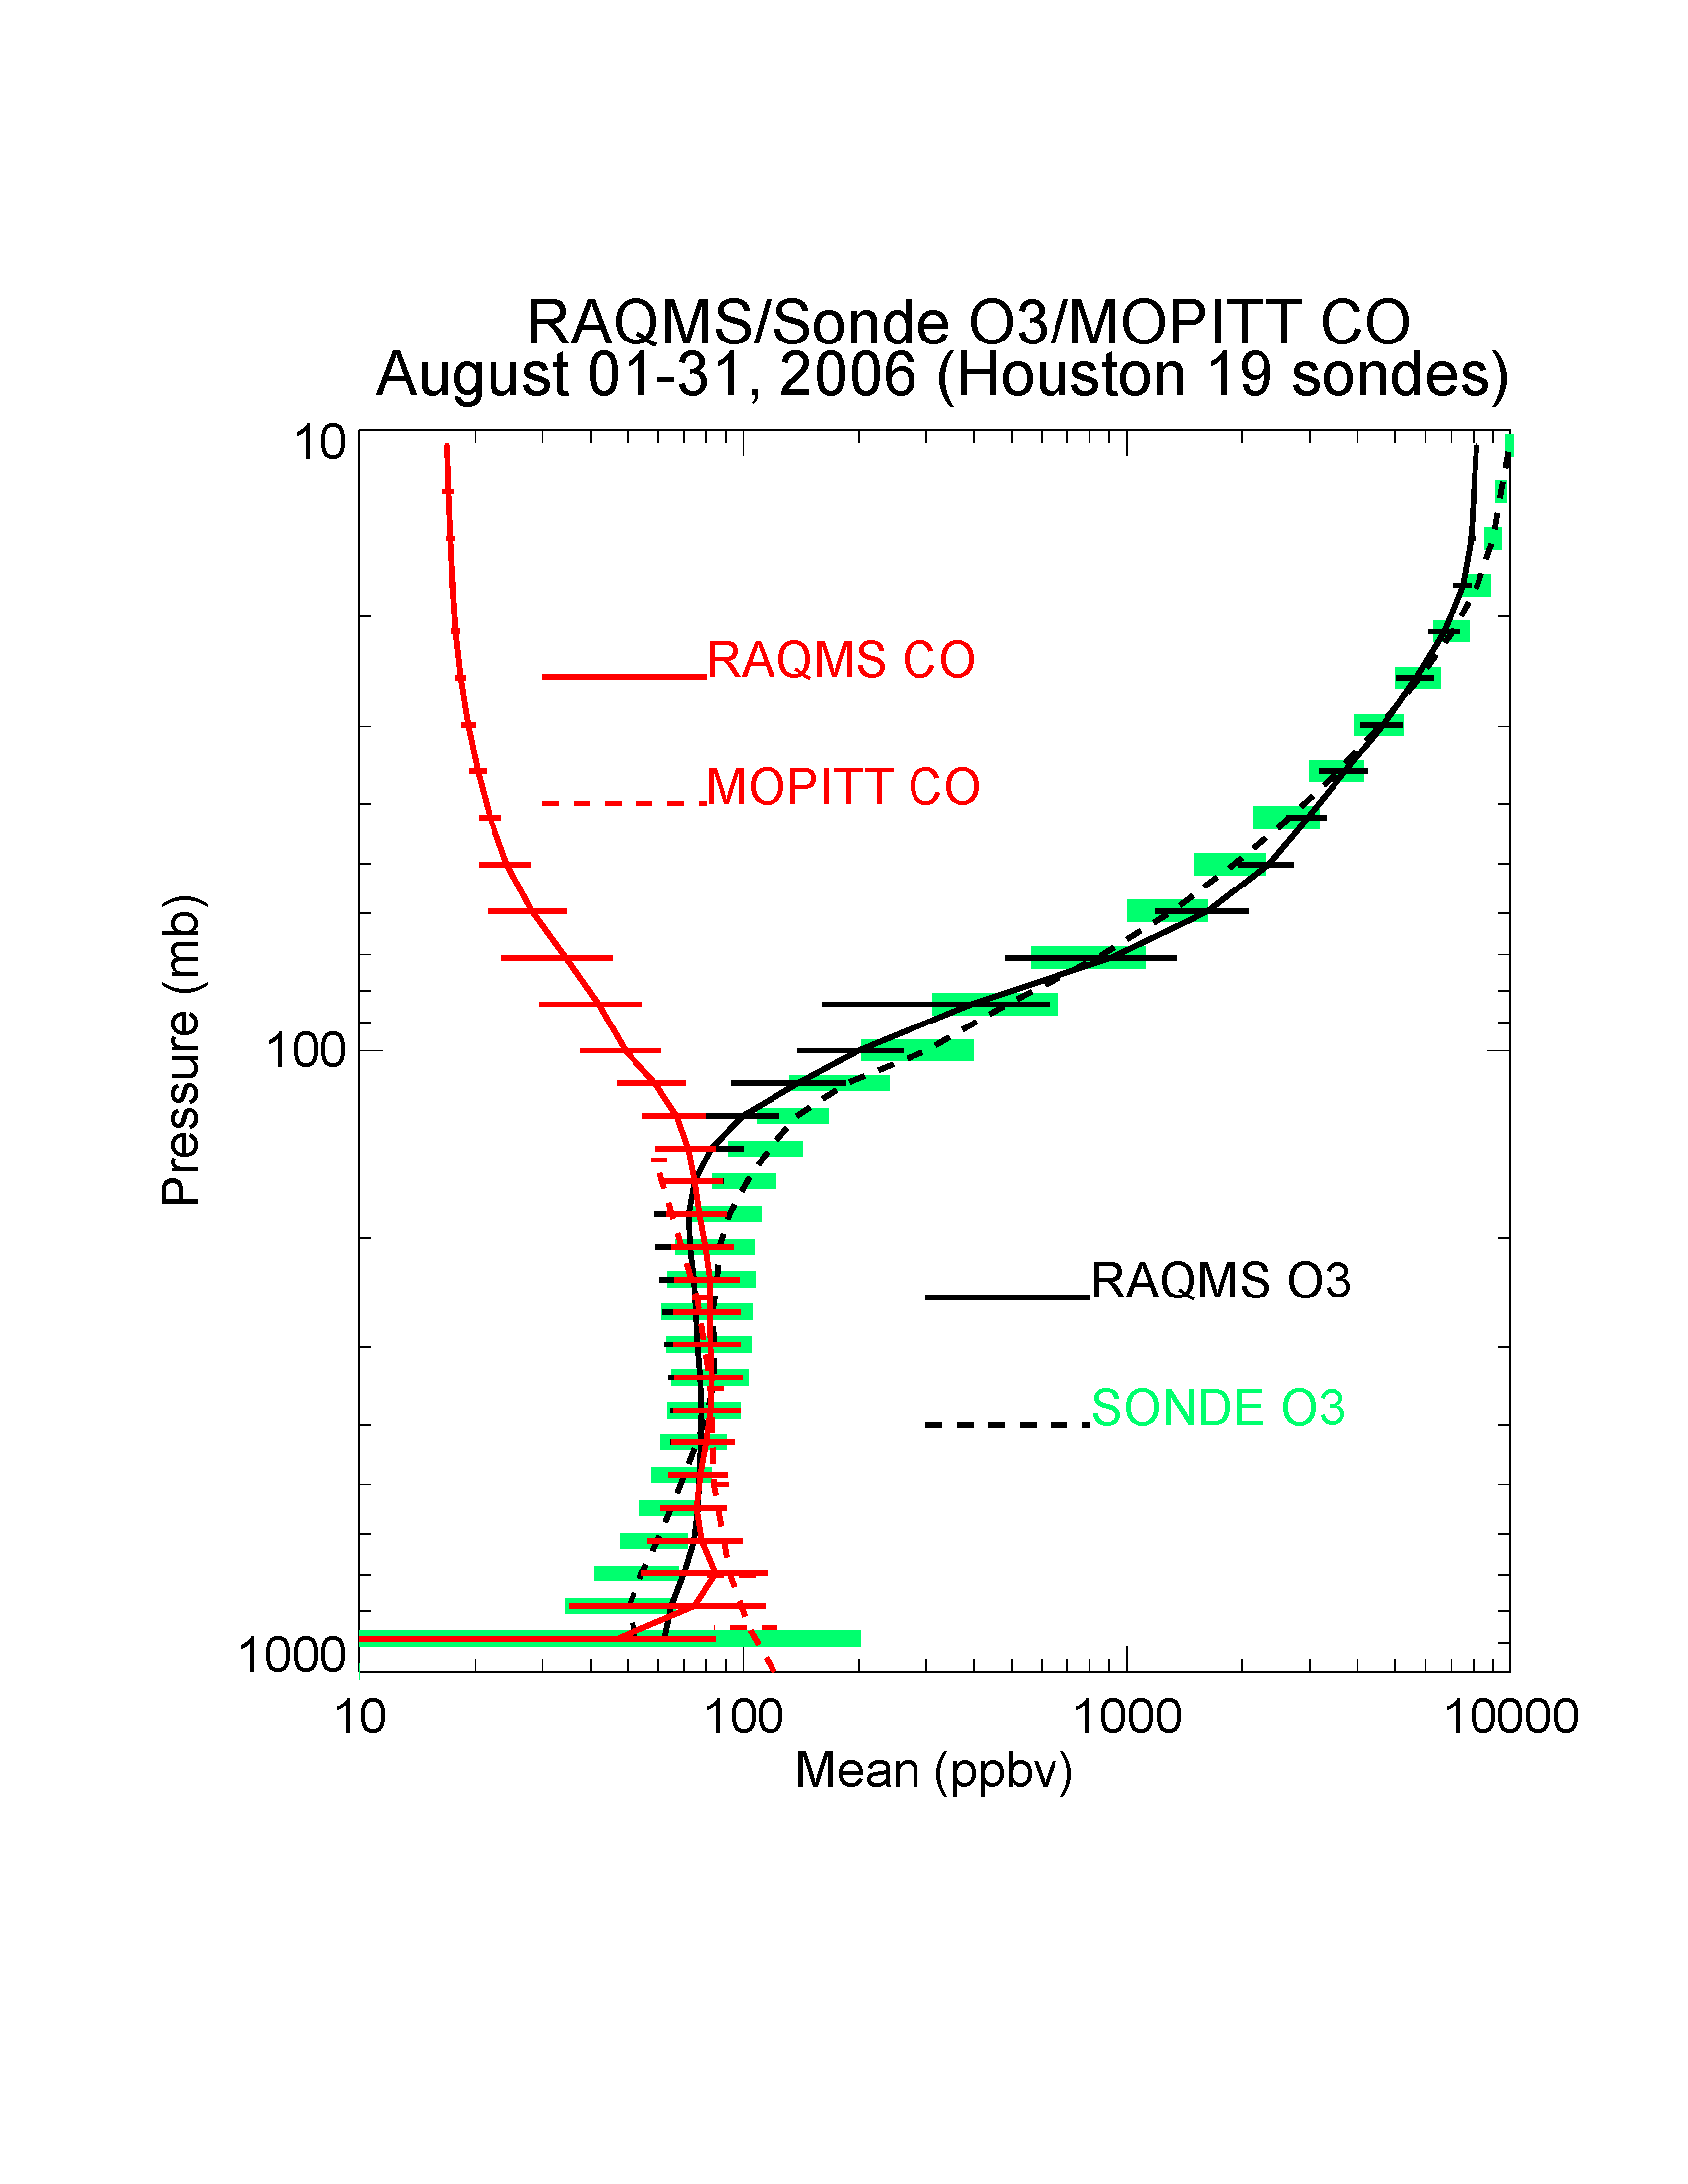 RAQMS/Sonde O3/MOPITT CO
August 01-31, 2006 (Houston 19 sondes)
10
RAQMS CO
MOPITT CO
Pressure (mb)
100
RAQMS O3
SONDE O3
1000
10 100 1000 10000
Mean (ppbv)